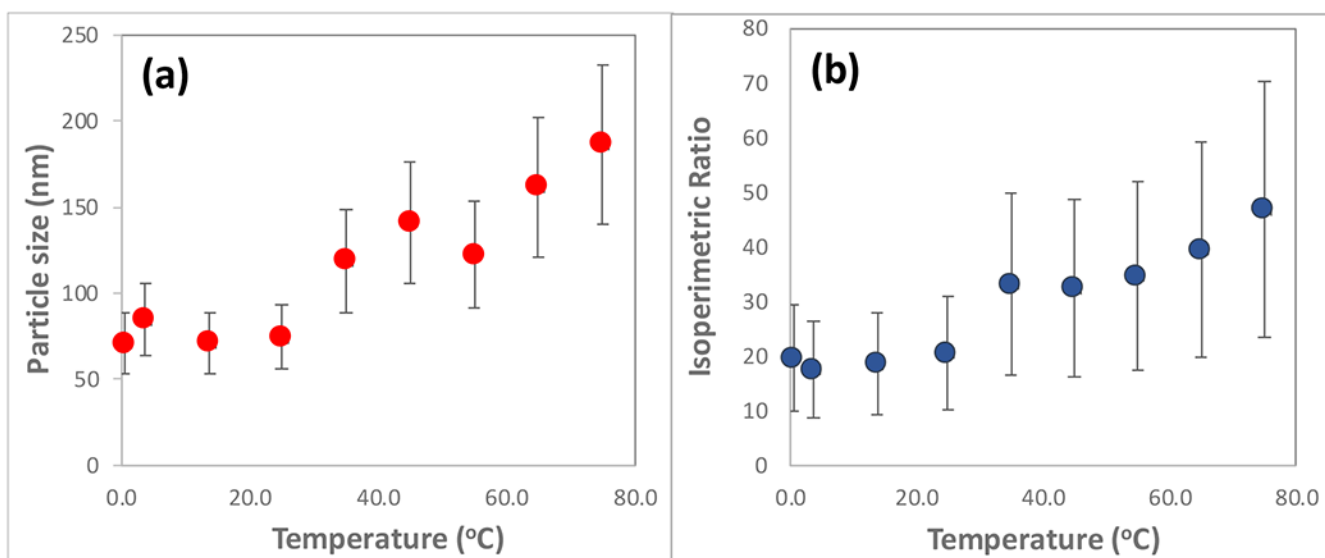 (a)
Particle size (nm)
250
200
150
100
50
0
0.0 20.0 40.0 60.0 80.0
Temperature (ºC)
(b)
Isoperimetric Ratio
80
70
60
50
40
30
20
10
0
0.0 20.0 40.0 60.0 80.0
Temperature (ºC)